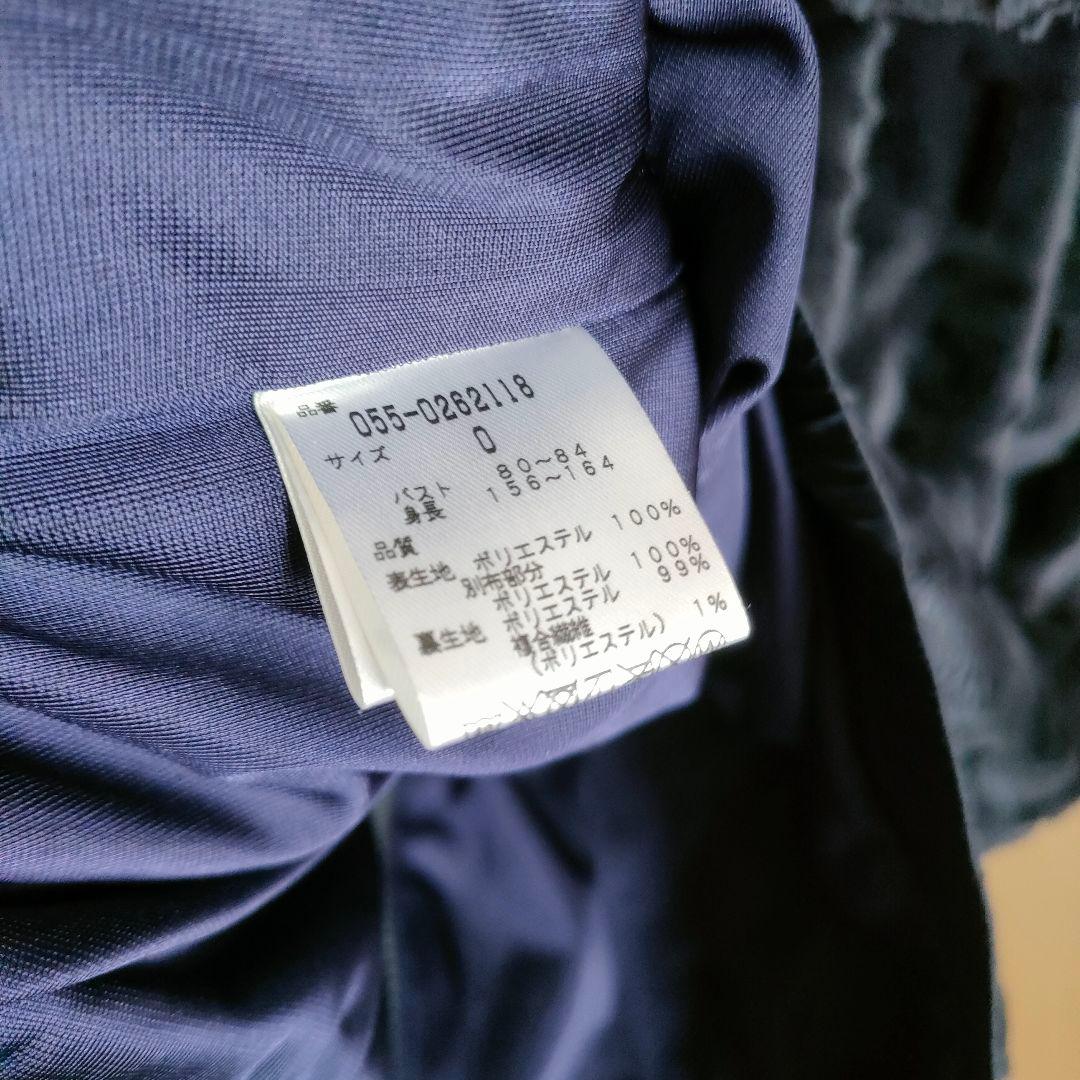 品番 055-0262118
サイズ 0
バスト 80~84
身長 156~164
品質
表生地 ポリエステル 100%
別布部分
ポリエステル 100%
裏生地 ポリエステル 99%
複合繊維
(ポリエステル) 1%